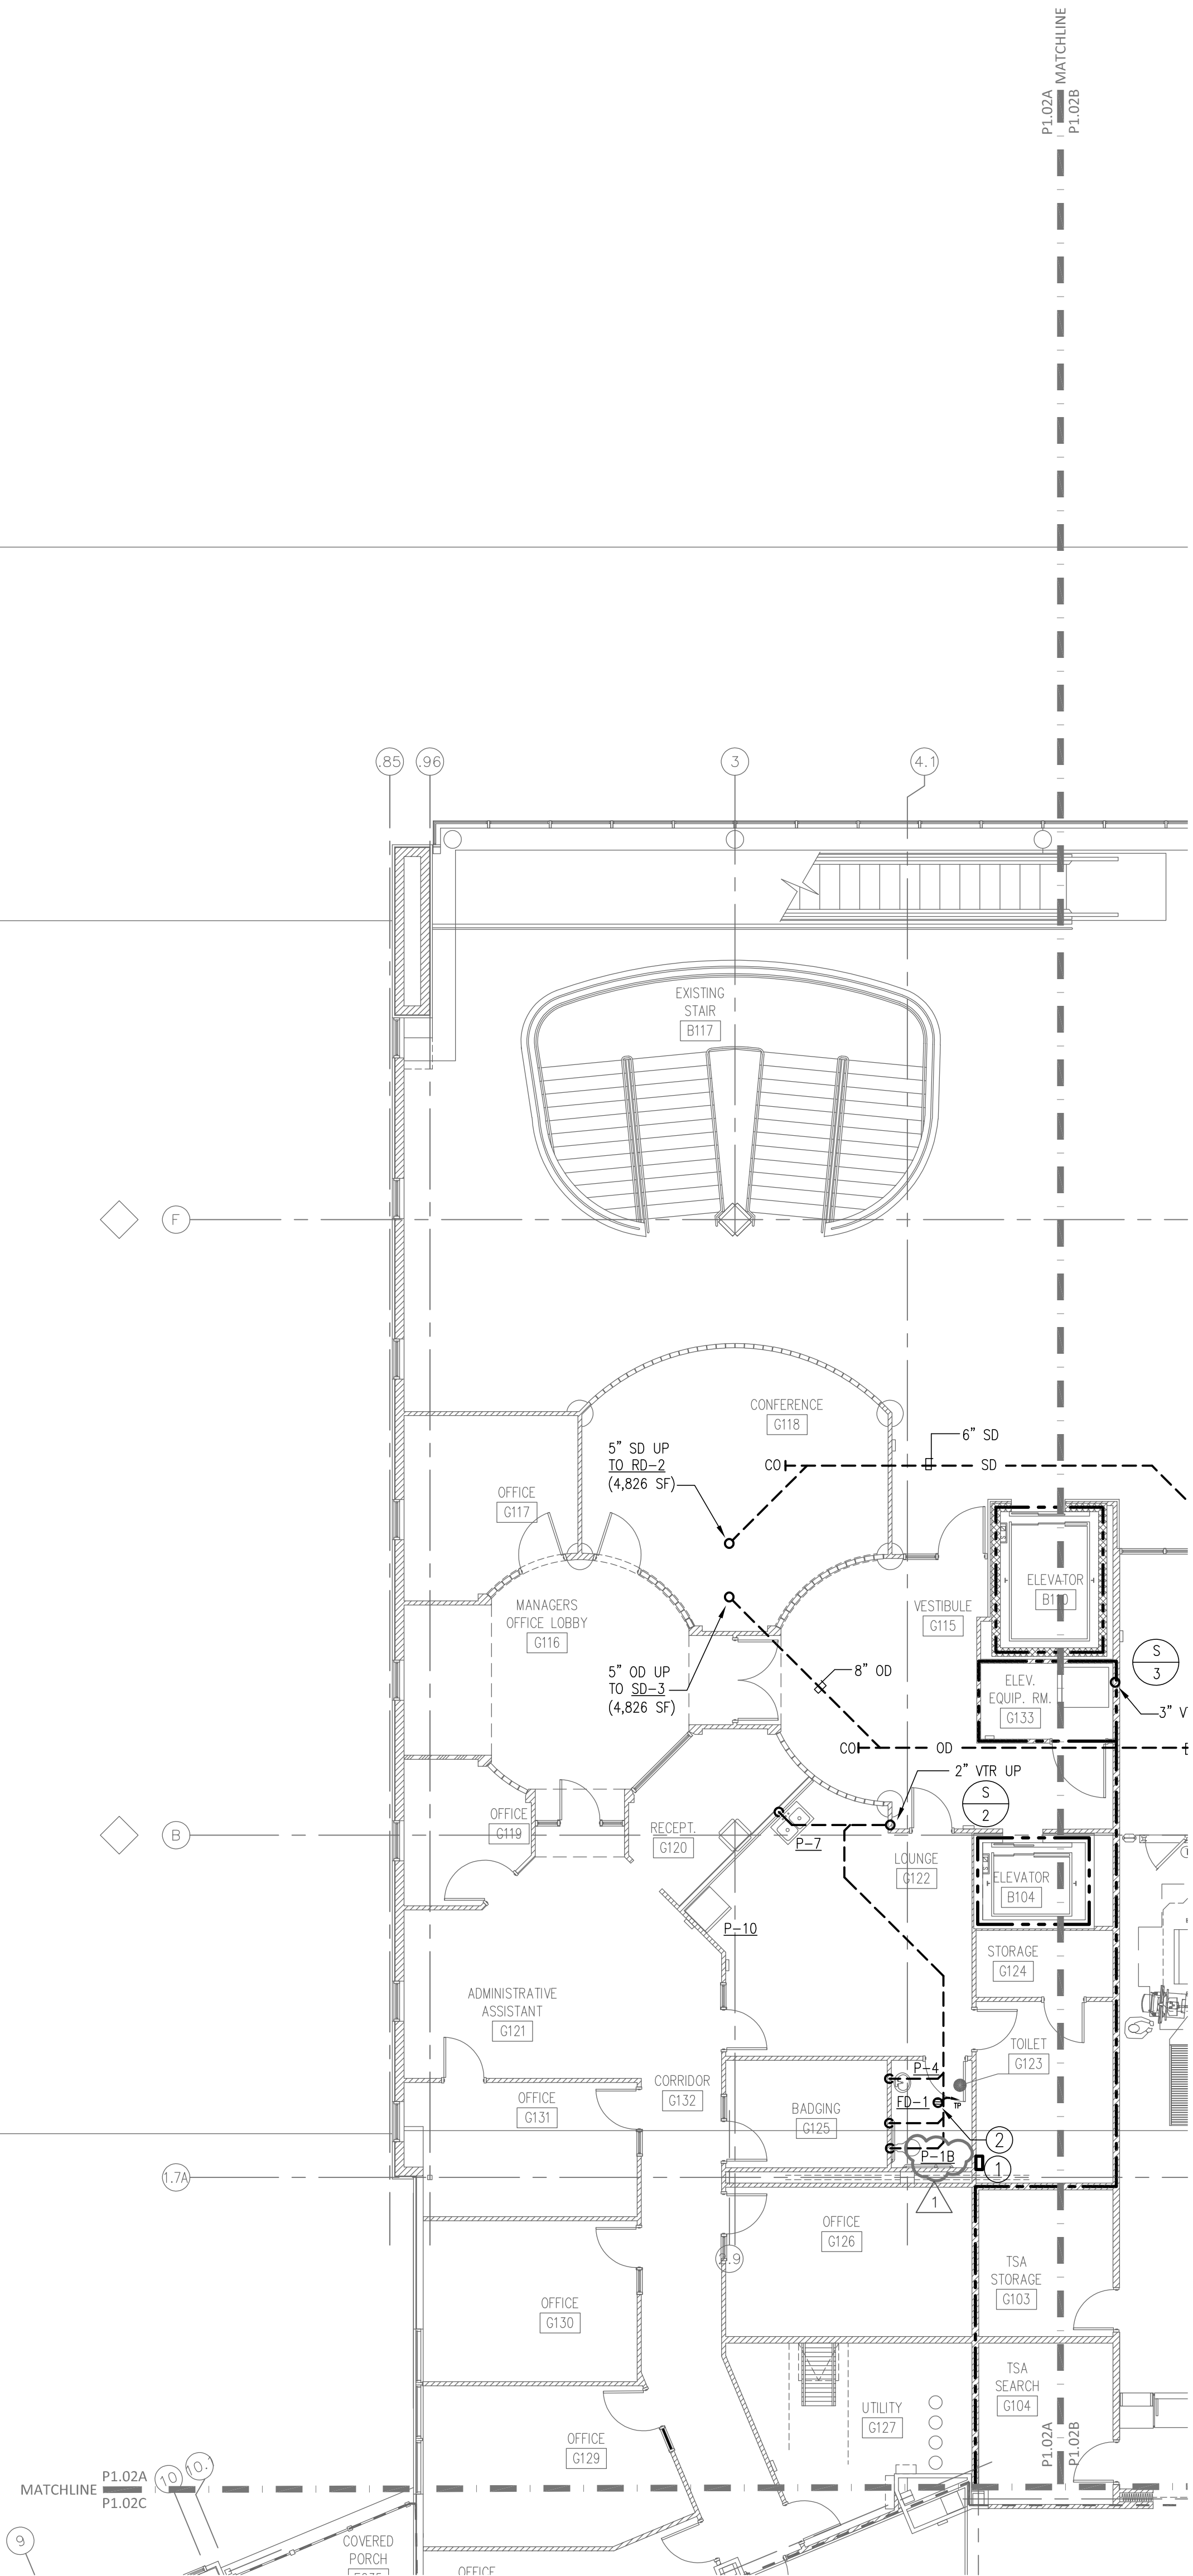 MATCHLINE
P1.02A
P1.02B
.85
.96
3
4.1
EXISTING
STAIR
B117
F
CONFERENCE
G118
6" SD
5" SD UP
TO RD-2
(4,826 SF)
CO
SD
OFFICE
G117
ELEVATOR
B110
MANAGERS
OFFICE LOBBY
G116
VESTIBULE
G115
S
3
5" OD UP
TO SD-3
(4,826 SF)
8" OD
ELEV.
EQUIP. RM.
G133
3" V
CO
OD
2" VTR UP
S
2
OFFICE
G119
RECEPT.
G120
P-7
B
LOUNGE
G122
ELEVATOR
B104
P-10
STORAGE
G124
ADMINISTRATIVE
ASSISTANT
G121
TOILET
G123
P-4
CORRIDOR
G132
OFFICE
G131
BADGING
G125
FD-1
TP
2
P-1B
1
1.7A
1
OFFICE
G126
2.9
TSA
STORAGE
G103
OFFICE
G130
TSA
SEARCH
G104
UTILITY
G127
OFFICE
G129
P1.02A
P1.02B
MATCHLINE
P1.02A
P1.02C
10
10.1
9
COVERED
PORCH
OFFICE